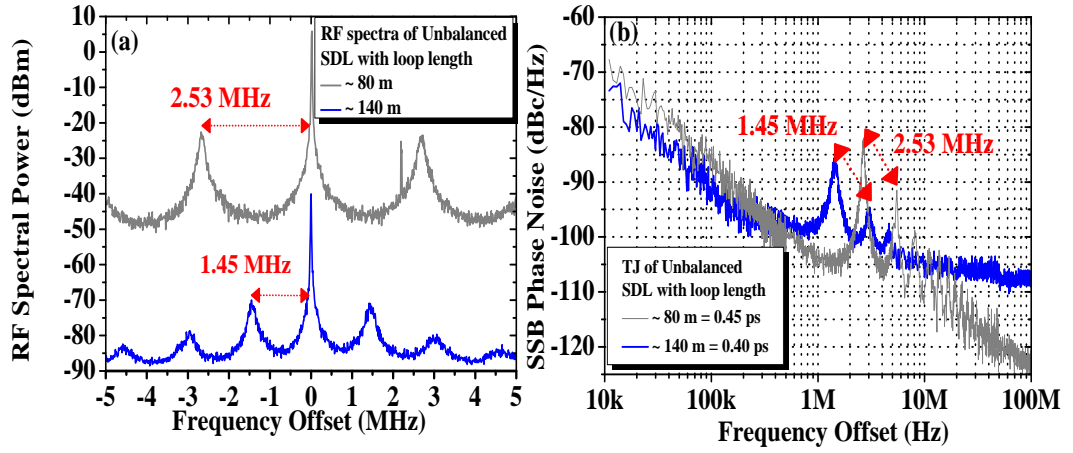 (a)
RF spectra of Unbalanced
SDL with loop length
~ 80 m
~ 140 m
2.53 MHz
1.45 MHz
RF Spectral Power (dBm)
10
0
-10
-20
-30
-40
-50
-60
-70
-80
-90
-5 -4 -3 -2 -1 0 1 2 3 4 5
Frequency Offset (MHz)
(b)
1.45 MHz
2.53 MHz
TJ of Unbalanced
SDL with loop length
~ 80 m = 0.45 ps
~ 140 m = 0.40 ps
SSB Phase Noise (dBc/Hz)
-60
-70
-80
-90
-100
-110
-120
10k 100k 1M 10M 100M
Frequency Offset (Hz)